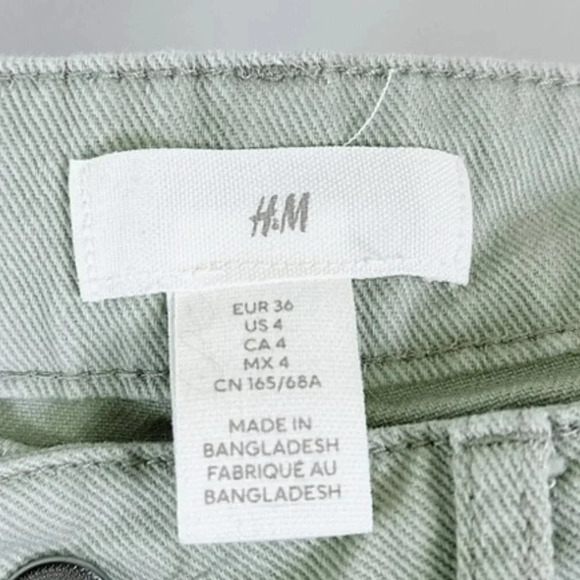 H&M
EUR 36
US 4
CA 4
MX 4
CN 165/68A
MADE IN
BANGLADESH
FABRIQUÉ AU
BANGLADESH